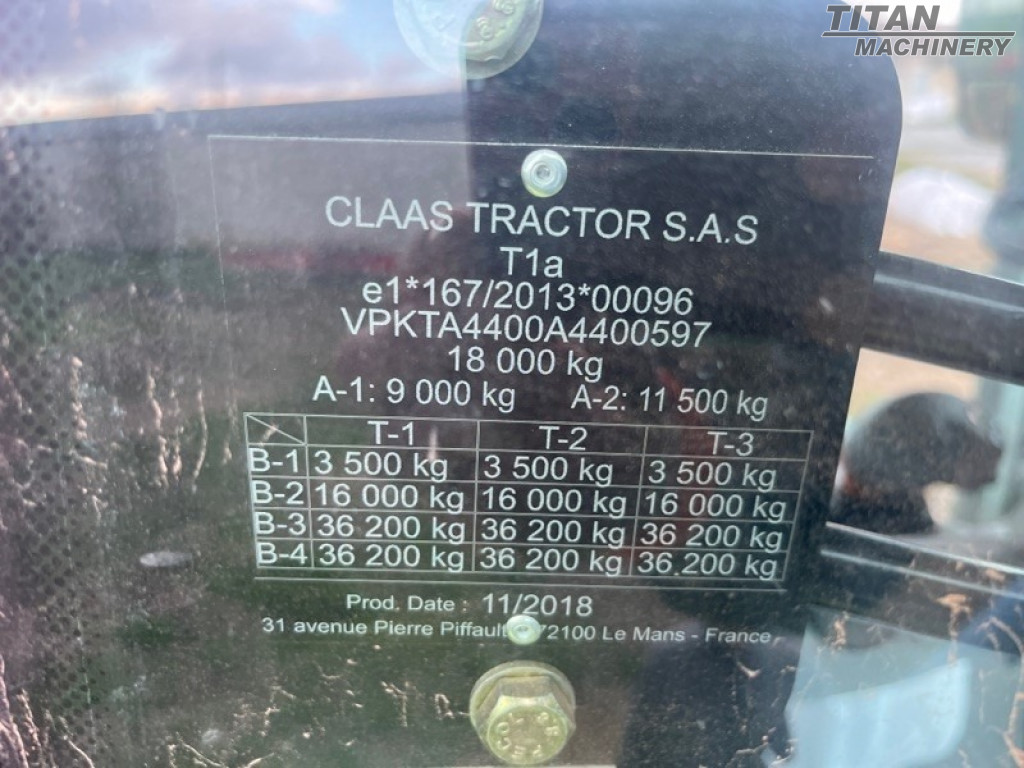 TITAN
MACHINERY
CLAAS TRACTOR S.A.S
T1a
e1*167/2013*00096
VPKTA4400A4400597
18 000 kg
A-1: 9 000 kg A-2: 11 500 kg
T-1 T-2 T-3
B-1 3 500 kg 3 500 kg 3 500 kg
B-2 16 000 kg 16 000 kg 16 000 kg
B-3 36 200 kg 36 200 kg 36 200 kg
B-4 36 200 kg 36 200 kg 36 200 kg
Prod. Date : 11/2018
31 avenue Pierre Piffault 72100 Le Mans - France